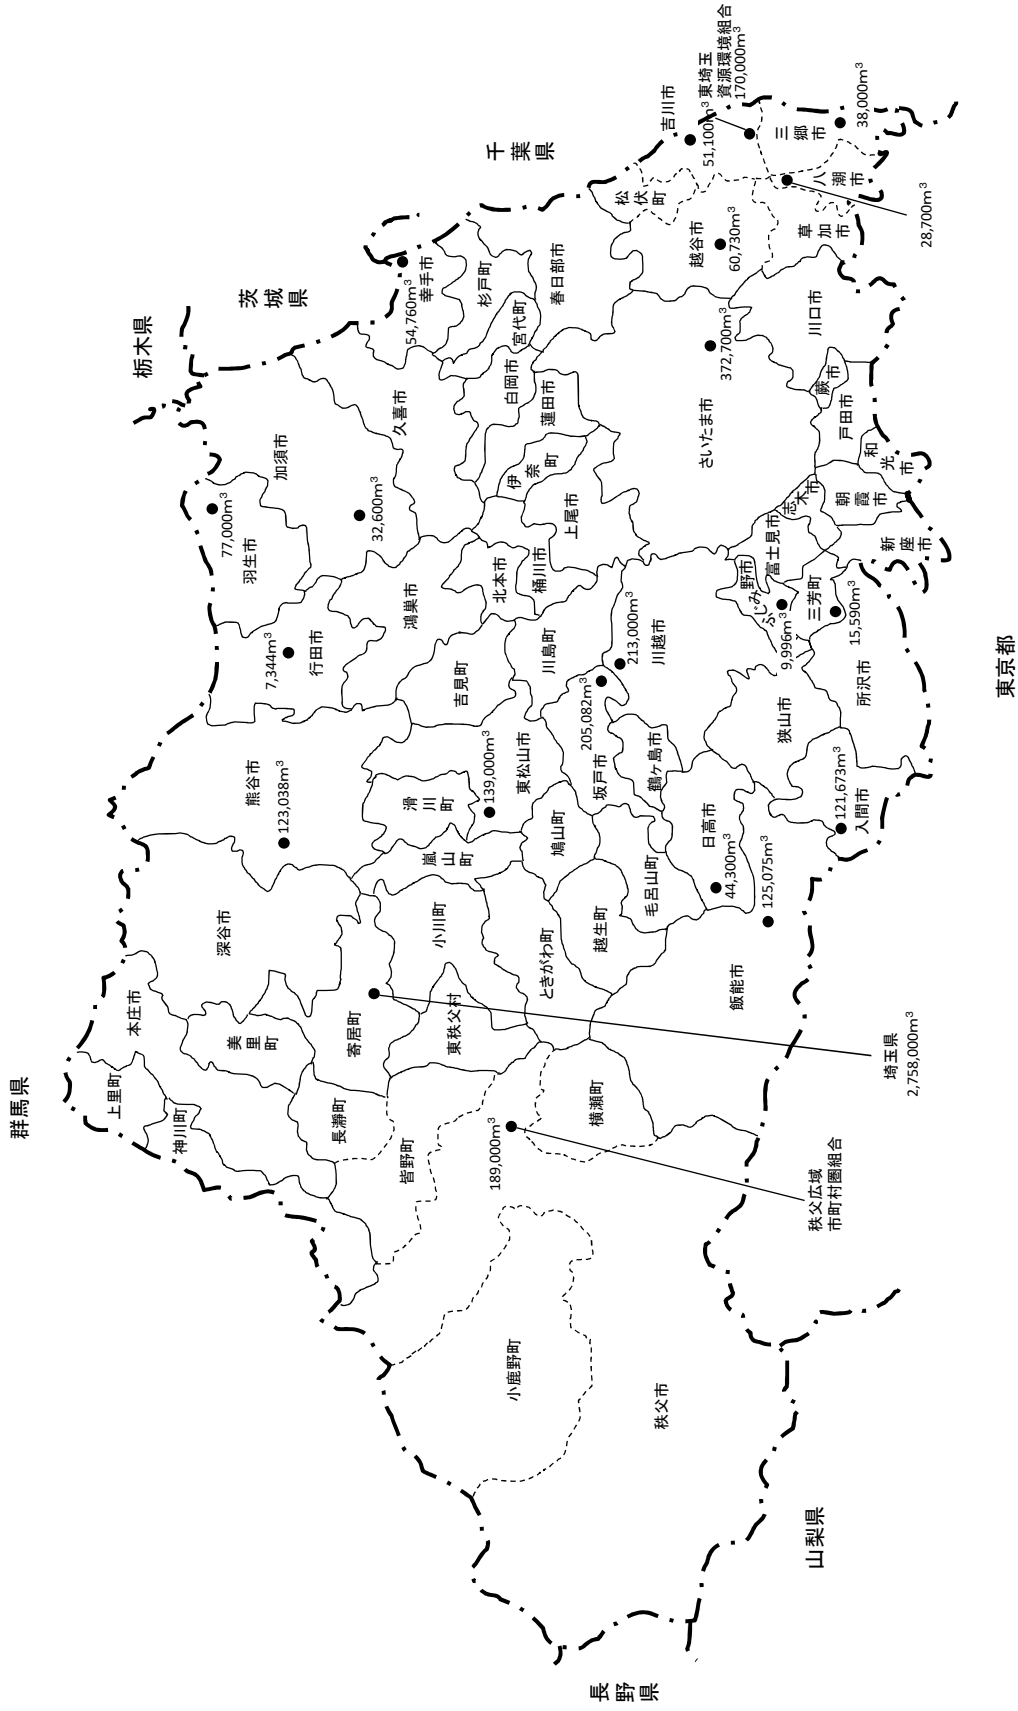 群馬県
栃木県
茨城県
千葉県
東京都
山梨県
長野県
上里町
本庄市
神川町
美里町
深谷市
熊谷市
123,038m³
行田市
7,344m³
羽生市
77,000m³
加須市
32,600m³
久喜市
幸手市
54,760m³
杉戸町
宮代町
白岡市
蓮田市
春日部市
伊奈町
上尾市
桶川市
北本市
鴻巣市
吉見町
川島町
東松山市
139,000m³
滑川町
嵐山町
小川町
寄居町
長瀞町
皆野町
東秩父村
ときがわ町
鳩山町
越生町
毛呂山町
坂戸市
205,082m³
鶴ヶ島市
川越市
213,000m³
日高市
44,300m³
飯能市
125,075m³
入間市
121,673m³
狭山市
所沢市
三芳町
15,590m³
ふじみ野市
9,996m³
富士見市
志木市
新座市
朝霞市
和光市
戸田市
蕨市
川口市
さいたま市
372,700m³
越谷市
60,730m³
松伏町
吉川市
51,100m³
東埼玉
資源環境組合
170,000m³
三郷市
38,000m³
八潮市
28,700m³
草加市
横瀬町
小鹿野町
秩父市
189,000m³
秩父広域
市町村圏組合
埼玉県
2,758,000m³